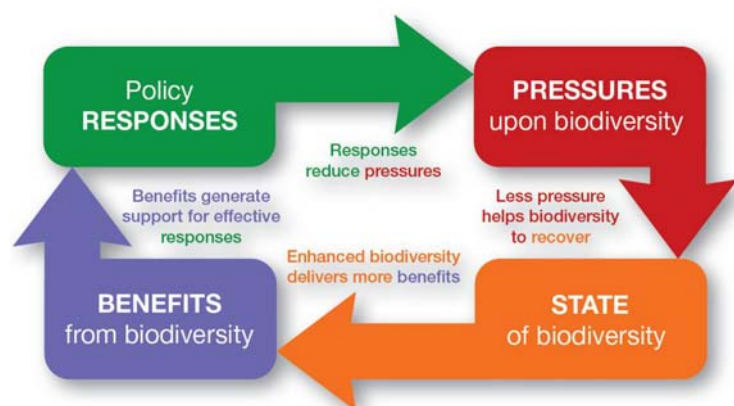 Policy
RESPONSES
PRESSURES
upon biodiversity
Responses
reduce pressures
Less pressure
helps biodiversity
to recover
STATE
of biodiversity
Enhanced biodiversity
delivers more benefits
BENEFITS
from biodiversity
Benefits generate
support for effective
responses